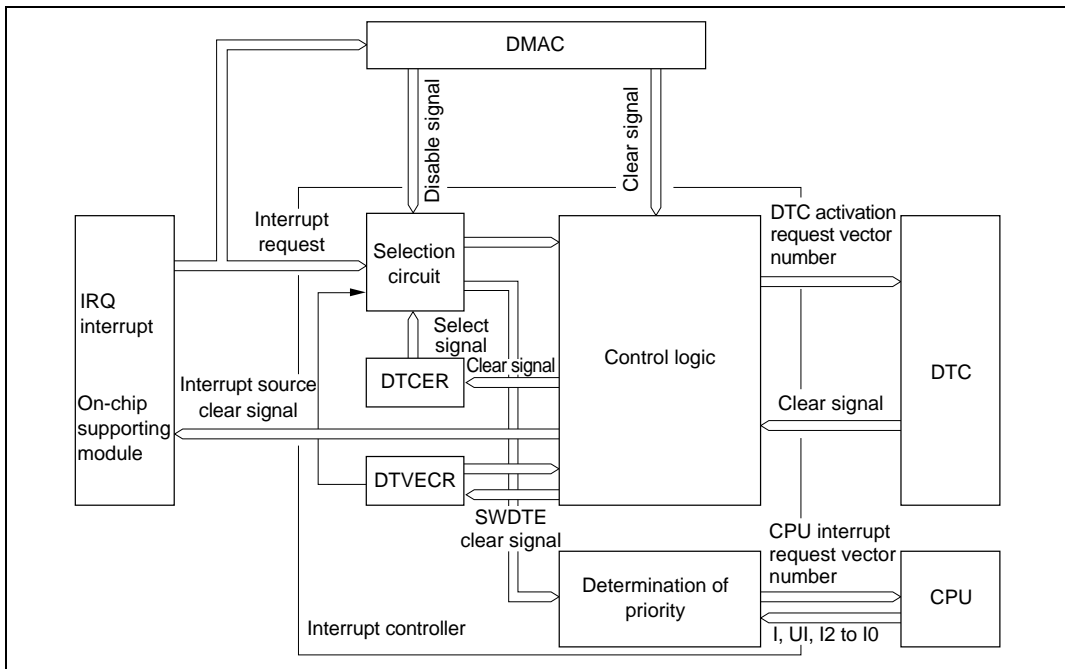 DMAC
Disable signal
Clear signal
Interrupt
request
Selection
circuit
DTC activation
request vector
number
IRQ
interrupt
On-chip
supporting
module
Select
signal
DTCER
Clear signal
Control logic
DTC
Interrupt source
clear signal
Clear signal
DTVECR
SWDTE
clear signal
CPU interrupt
request vector
number
Determination of
priority
CPU
I, UI, I2 to I0
Interrupt controller